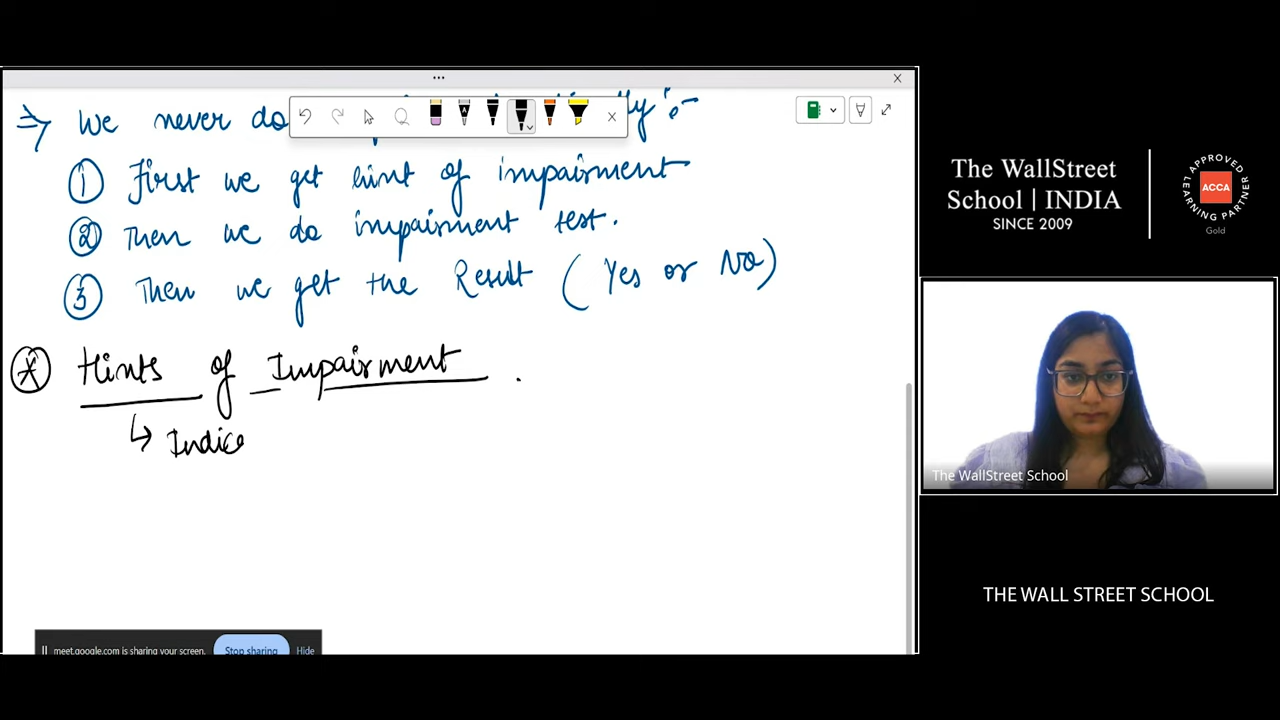 ⇒ We never do
① First we get hint of impairment
② Then we do impairment test.
③ Then we get the Result (Yes or No)
Hints of Impairment .
↳ Indice
meet.google.com is sharing your screen.
Stop sharing
Hide
The WallStreet
School | INDIA
SINCE 2009
APPROVED
ACCA
LEARNING PARTNER
Gold
The WallStreet School
THE WALL STREET SCHOOL